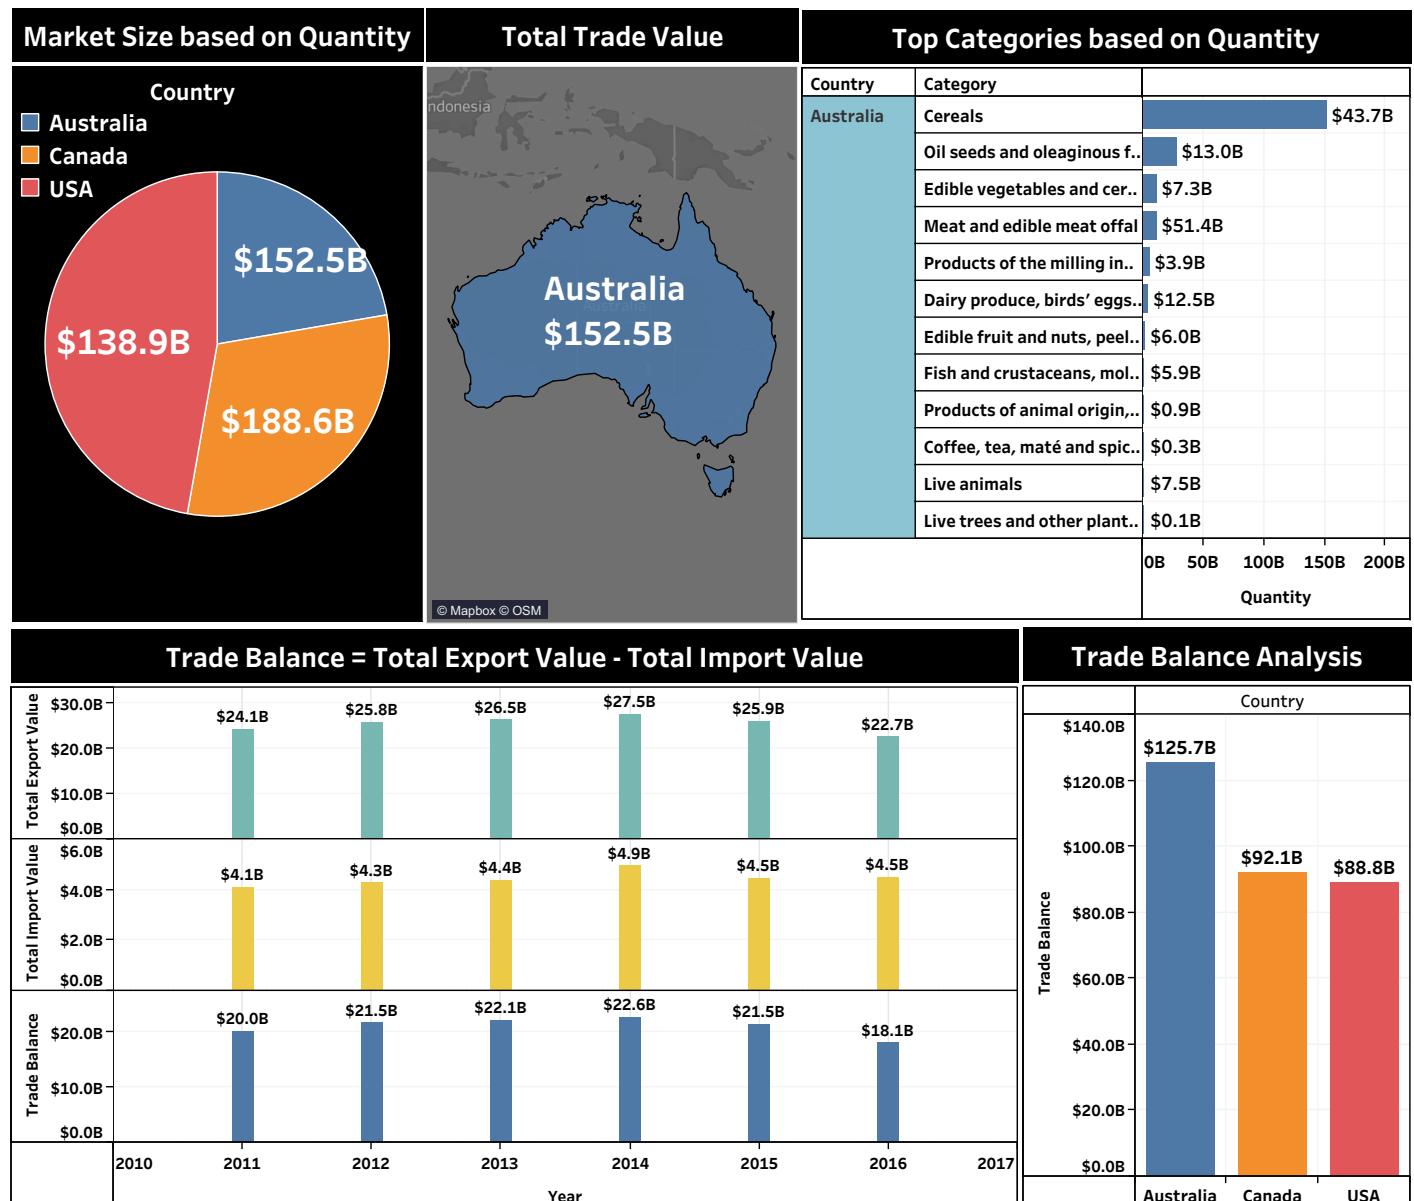 Market Size based on Quantity
Total Trade Value
Top Categories based on Quantity
Country
Australia
Canada
USA
$152.5B
$138.9B
$188.6B
ndonesia
Australia
Australia
$152.5B
© Mapbox © OSM
Country Category
Australia
Cereals $43.7B
Oil seeds and oleaginous f.. $13.0B
Edible vegetables and cer.. $7.3B
Meat and edible meat offal $51.4B
Products of the milling in.. $3.9B
Dairy produce, birds’ eggs.. $12.5B
Edible fruit and nuts, peel.. $6.0B
Fish and crustaceans, mol.. $5.9B
Products of animal origin,.. $0.9B
Coffee, tea, maté and spic.. $0.3B
Live animals $7.5B
Live trees and other plant.. $0.1B
0B 50B 100B 150B 200B
Quantity
Trade Balance = Total Export Value - Total Import Value
Total Export Value
$30.0B
$20.0B
$10.0B
$0.0B
$24.1B $25.8B $26.5B $27.5B $25.9B $22.7B
Total Import Value
$6.0B
$4.0B
$2.0B
$0.0B
$4.1B $4.3B $4.4B $4.9B $4.5B $4.5B
Trade Balance
$20.0B
$10.0B
$0.0B
$20.0B $21.5B $22.1B $22.6B $21.5B $18.1B
2010 2011 2012 2013 2014 2015 2016 2017
Year
Trade Balance Analysis
Country
Trade Balance
$140.0B
$120.0B
$100.0B
$80.0B
$60.0B
$40.0B
$20.0B
$0.0B
$125.7B
$92.1B
$88.8B
Australia Canada USA